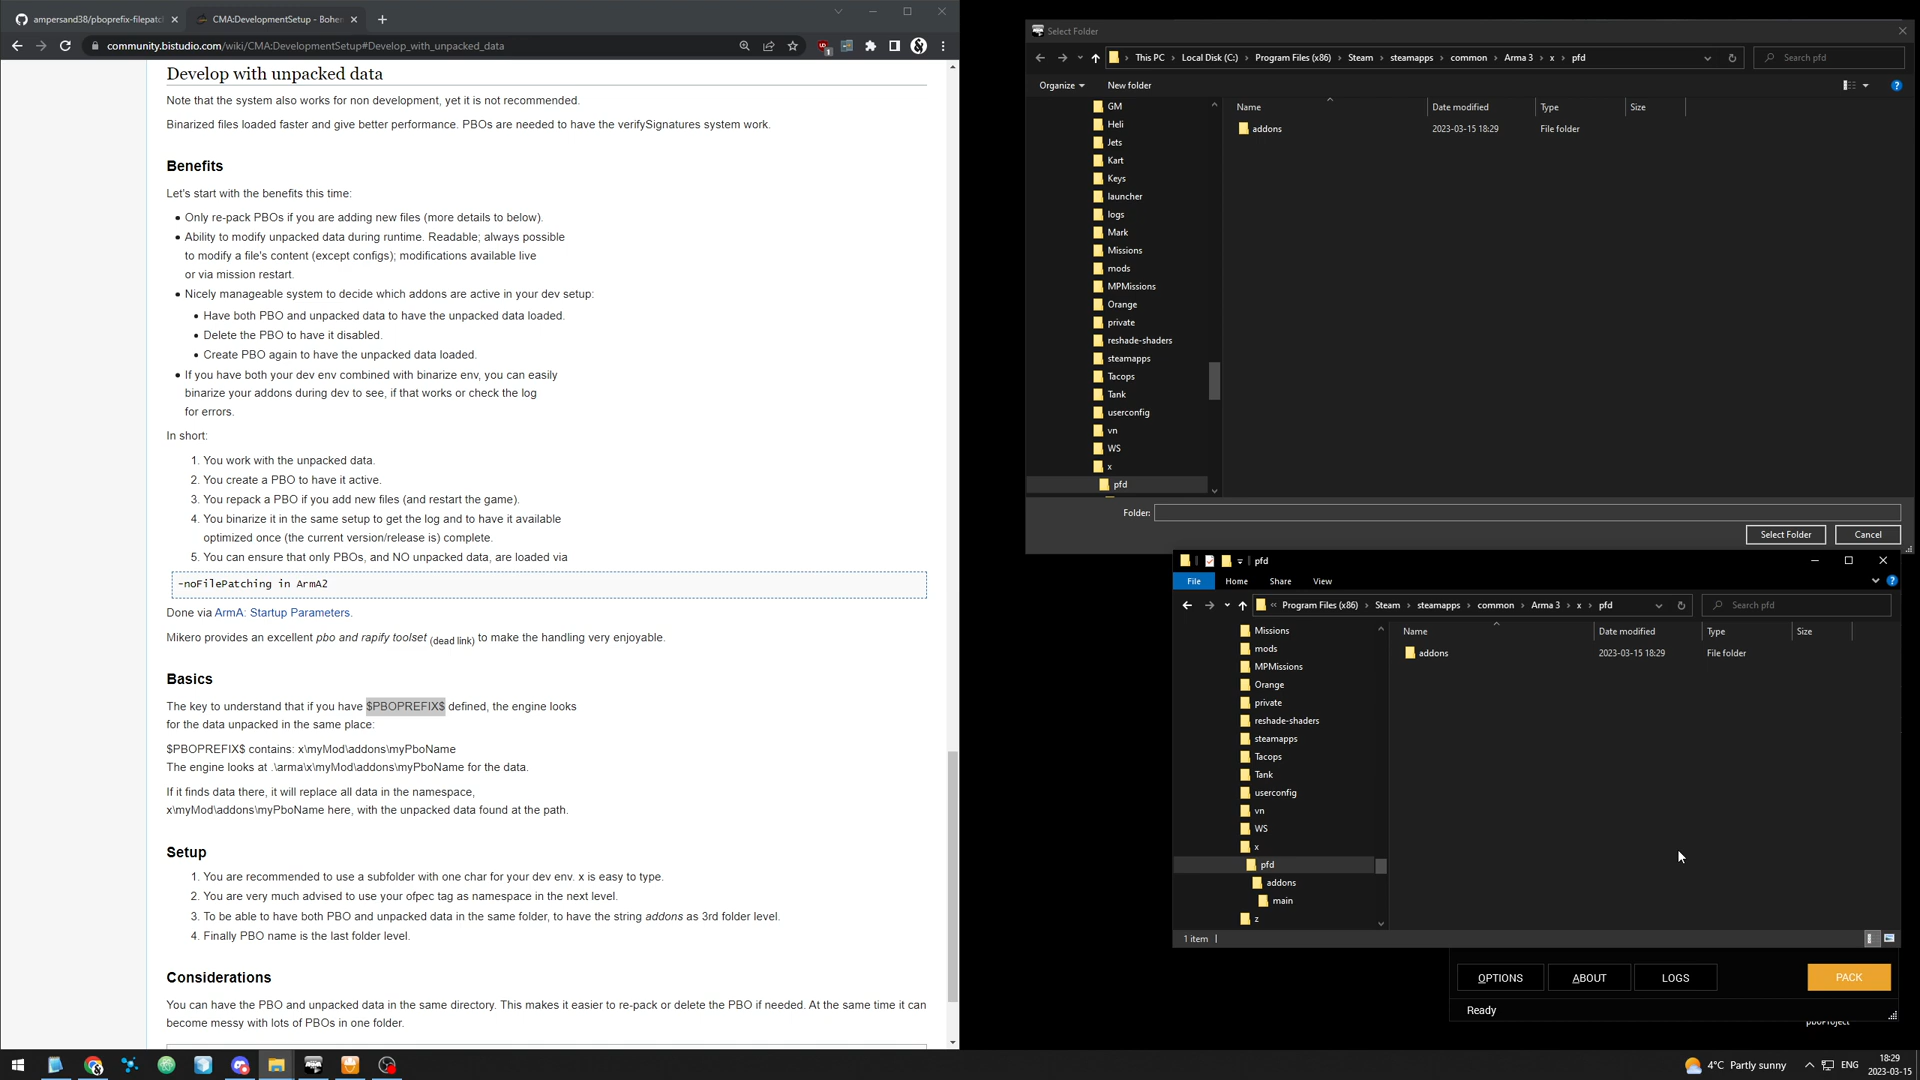 ampersand38/pboprefix-filepatc
CMA:DevelopmentSetup - Bohem
community.bistudio.com/wiki/CMA:DevelopmentSetup#Develop_with_unpacked_data
Develop with unpacked data
Note that the system also works for non development, yet it is not recommended.
Binarized files loaded faster and give better performance. PBOs are needed to have the verifySignatures system work.
Benefits
Let's start with the benefits this time:
Only re-pack PBOs if you are adding new files (more details to below).
Ability to modify unpacked data during runtime. Readable; always possible
to modify a file's content (except configs); modifications available live
or via mission restart.
Nicely manageable system to decide which addons are active in your dev setup:
Have both PBO and unpacked data to have the unpacked data loaded.
Delete the PBO to have it disabled.
Create PBO again to have the unpacked data loaded.
If you have both your dev env combined with binarize env, you can easily
binarize your addons during dev to see, if that works or check the log
for errors.
In short:
1. You work with the unpacked data.
2. You create a PBO to have it active.
3. You repack a PBO if you add new files (and restart the game).
4. You binarize it in the same setup to get the log and to have it available
optimized once (the current version/release is) complete.
5. You can ensure that only PBOs, and NO unpacked data, are loaded via
-noFilePatching in ArmA2
Done via ArmA: Startup Parameters.
Mikero provides an excellent pbo and rapify toolset (dead link) to make the handling very enjoyable.
Basics
The key to understand that if you have $PBOPREFIX$ defined, the engine looks
for the data unpacked in the same place:
$PBOPREFIX$ contains: x\myMod\addons\myPboName
The engine looks at .\arma\x\myMod\addons\myPboName for the data.
If it finds data there, it will replace all data in the namespace,
x\myMod\addons\myPboName here, with the unpacked data found at the path.
Setup
1. You are recommended to use a subfolder with one char for your dev env. x is easy to type.
2. You are very much advised to use your ofpec tag as namespace in the next level.
3. To be able to have both PBO and unpacked data in the same folder, to have the string addons as 3rd folder level.
4. Finally PBO name is the last folder level.
Considerations
You can have the PBO and unpacked data in the same directory. This makes it easier to re-pack or delete the PBO if needed. At the same time it can
become messy with lots of PBOs in one folder.
Select Folder
This PC › Local Disk (C:) › Program Files (x86) › Steam › steamapps › common › Arma 3 › x › pfd
Search pfd
Organize
New folder
Name
Date modified
Type
Size
addons
2023-03-15 18:29
File folder
GM
Heli
Jets
Kart
Keys
launcher
logs
Mark
Missions
mods
MPMissions
Orange
private
reshade-shaders
steamapps
Tacops
Tank
userconfig
vn
WS
x
pfd
Folder:
Select Folder
Cancel
pfd
File
Home
Share
View
« Program Files (x86) › Steam › steamapps › common › Arma 3 › x › pfd
Search pfd
Name
Date modified
Type
Size
addons
2023-03-15 18:29
File folder
Missions
mods
MPMissions
Orange
private
reshade-shaders
steamapps
Tacops
Tank
userconfig
vn
WS
x
pfd
addons
main
z
1 item
OPTIONS
ABOUT
LOGS
PACK
Ready
pboProject
4°C Partly sunny
ENG
18:29
2023-03-15